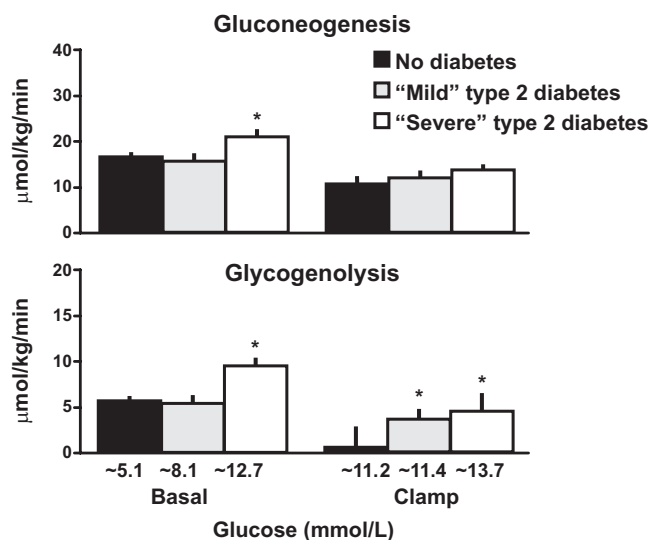 Gluconeogenesis
No diabetes
"Mild" type 2 diabetes
"Severe" type 2 diabetes
μmol/kg/min
40
30
20
10
0
*
Glycogenolysis
μmol/kg/min
20
15
10
5
0
*
*
*
~5.1 ~8.1 ~12.7 ~11.2 ~11.4 ~13.7
Basal Clamp
Glucose (mmol/L)